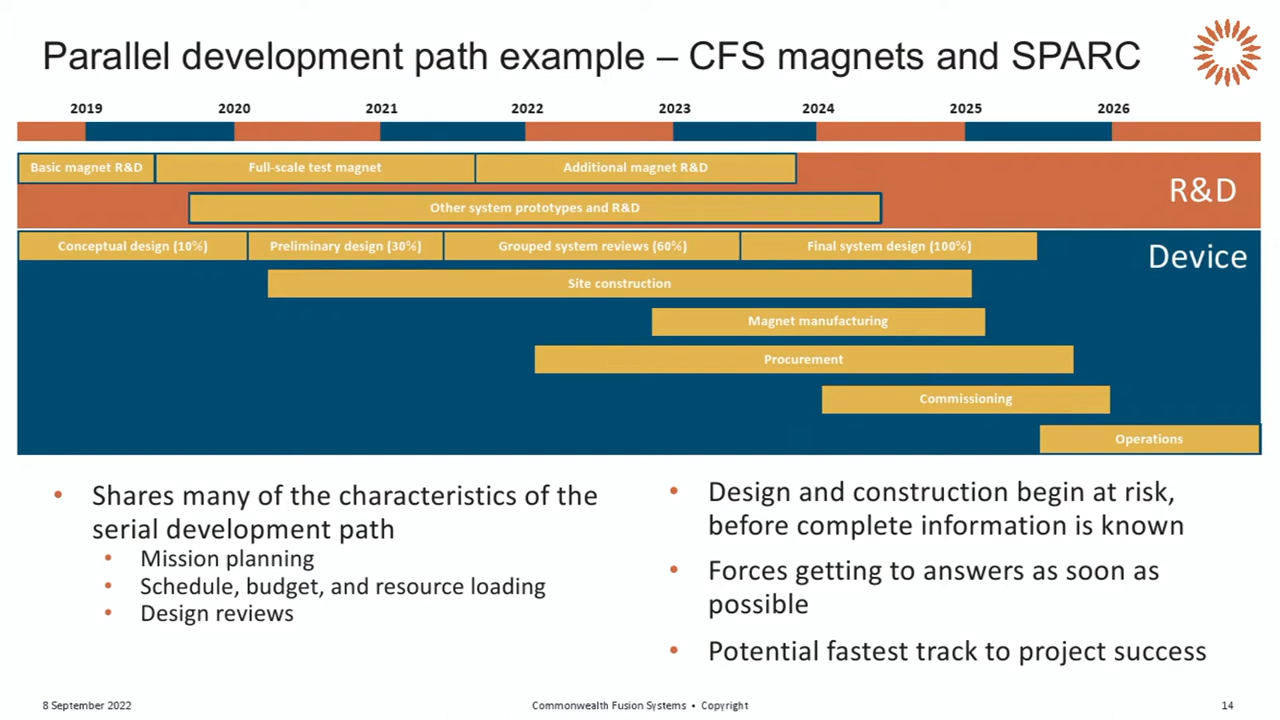 Parallel development path example – CFS magnets and SPARC
2019 2020 2021 2022 2023 2024 2025 2026
Basic magnet R&D Full-scale test magnet Additional magnet R&D
R&D
Other system prototypes and R&D
Conceptual design (10%) Preliminary design (30%) Grouped system reviews (60%) Final system design (100%)
Device
Site construction
Magnet manufacturing
Procurement
Commissioning
Operations
• Shares many of the characteristics of the
serial development path
• Mission planning
• Schedule, budget, and resource loading
• Design reviews
• Design and construction begin at risk,
before complete information is known
• Forces getting to answers as soon as
possible
• Potential fastest track to project success
8 September 2022 Commonwealth Fusion Systems • Copyright 14